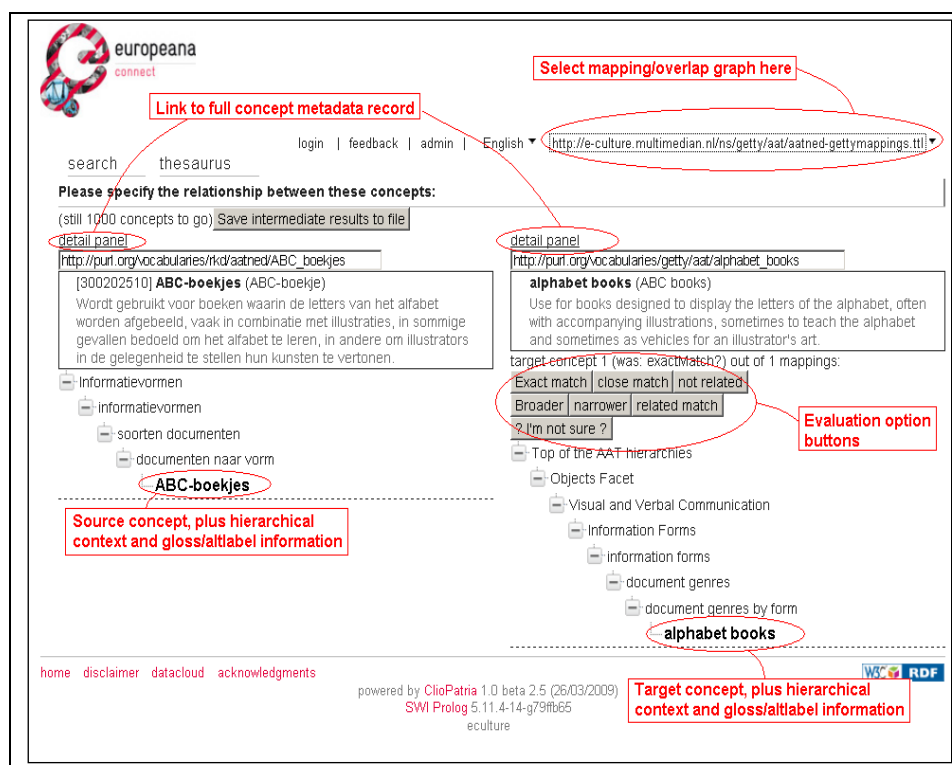 europeana
connect
Select mapping/overlap graph here
Link to full concept metadata record
login | feedback | admin | English http://e-culture.multimedian.nl/ns/getty/aat/aatned-gettymappings.ttl
search thesaurus
Please specify the relationship between these concepts:
(still 1000 concepts to go) Save intermediate results to file
detail panel
http://purl.org/vocabularies/rkd/aatned/ABC_boekjes
[300202510] ABC-boekjes (ABC-boekje)
Wordt gebruikt voor boeken waarin de letters van het alfabet
worden afgebeeld, vaak in combinatie met illustraties, in sommige
gevallen bedoeld om het alfabet te leren, in andere om illustrators
in de gelegenheid te stellen hun kunsten te vertonen.
Informatievormen
informatievormen
soorten documenten
documenten naar vorm
ABC-boekjes
Source concept, plus hierarchical
context and gloss/altlabel information
detail panel
http://purl.org/vocabularies/getty/aat/alphabet_books
alphabet books (ABC books)
Use for books designed to display the letters of the alphabet, often
with accompanying illustrations, sometimes to teach the alphabet
and sometimes as vehicles for an illustrator's art.
target concept 1 (was: exactMatch?) out of 1 mappings:
Exact match close match not related
Broader narrower related match
? I'm not sure ?
Evaluation option
buttons
Top of the AAT hierarchies
Objects Facet
Visual and Verbal Communication
Information Forms
information forms
document genres
document genres by form
alphabet books
Target concept, plus hierarchical
context and gloss/altlabel information
home disclaimer datacloud acknowledgments
W3C RDF
powered by ClioPatria 1.0 beta 2.5 (26/03/2009)
SWI Prolog 5.11.4-14-g79ffb65
eculture